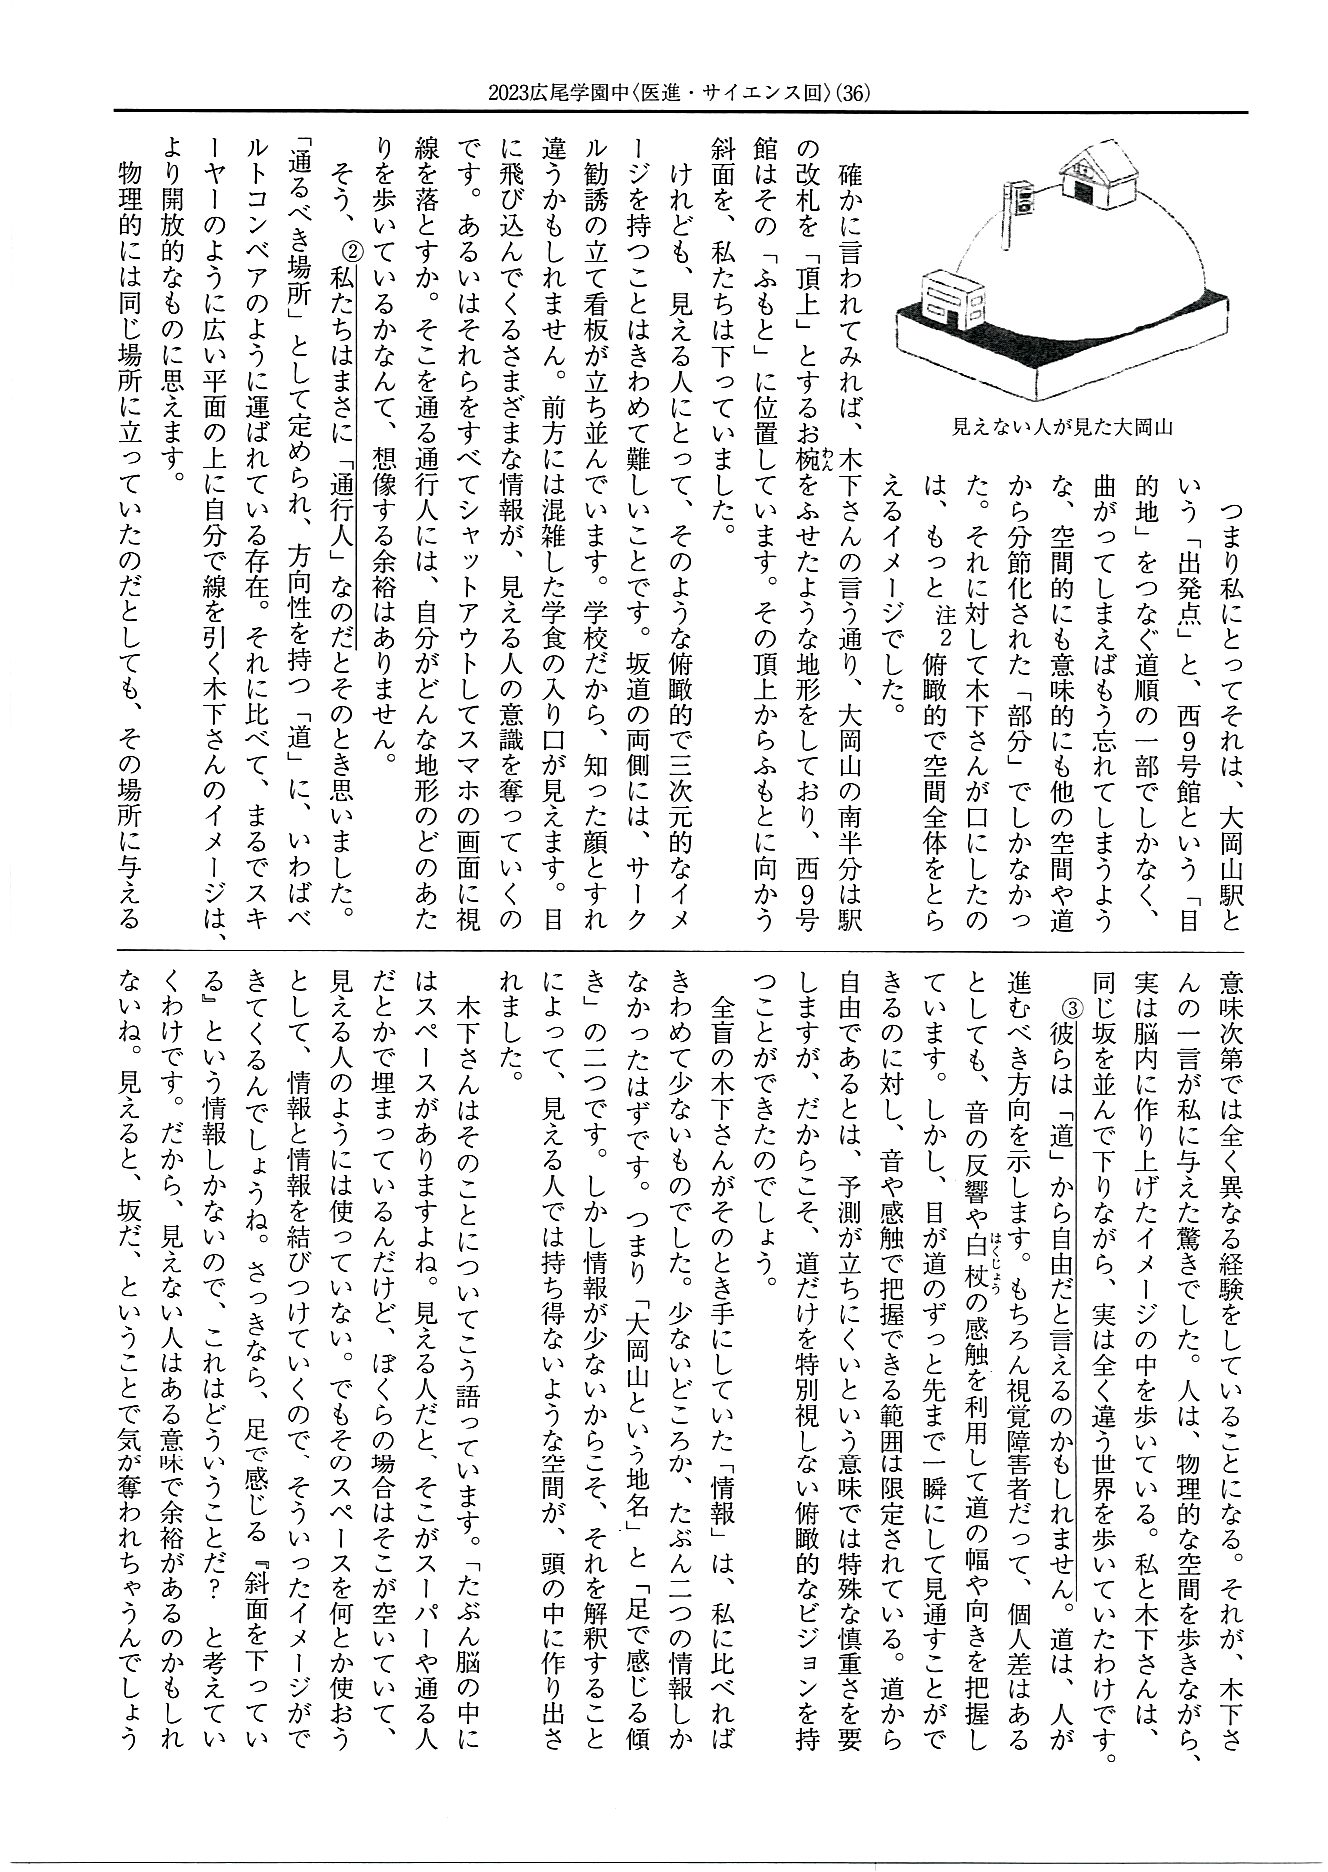 2023広尾学園中〈医進・サイエンス回〉(36)
見えない人が見た大岡山
つまり私にとってそれは、大岡山駅と
いう「出発点」と、西９号館という「目
的地」をつなぐ道順の一部でしかなく、
曲がってしまえばもう忘れてしまうよう
な、空間的にも意味的にも他の空間や道
から分節化された「部分」でしかなかっ
た。それに対して木下さんが口にしたの
は、もっと注２俯瞰的で空間全体をとら
えるイメージでした。
確かに言われてみれば、木下さんの言う通り、大岡山の南半分は駅
の改札を「頂上」とするお椀わんをふせたような地形をしており、西９号
館はその「ふもと」に位置しています。その頂上からふもとに向かう
斜面を、私たちは下っていました。
けれども、見える人にとって、そのような俯瞰的で三次元的なイメ
ージを持つことはきわめて難しいことです。坂道の両側には、サーク
ル勧誘の立て看板が立ち並んでいます。学校だから、知った顔とすれ
違うかもしれません。前方には混雑した学食の入り口が見えます。目
に飛び込んでくるさまざまな情報が、見える人の意識を奪っていくの
です。あるいはそれらをすべてシャットアウトしてスマホの画面に視
線を落とすか。そこを通る通行人には、自分がどんな地形のどのあた
りを歩いているかなんて、想像する余裕はありません。
そう、②私たちはまさに「通行人」なのだとそのとき思いました。
「通るべき場所」として定められ、方向性を持つ「道」に、いわばベ
ルトコンベアのように運ばれている存在。それに比べて、まるでスキ
ーヤーのように広い平面の上に自分で線を引く木下さんのイメージは、
より開放的なものに思えます。
物理的には同じ場所に立っていたのだとしても、その場所に与える
意味次第では全く異なる経験をしていることになる。それが、木下さ
んの一言が私に与えた驚きでした。人は、物理的な空間を歩きながら、
実は脳内に作り上げたイメージの中を歩いている。私と木下さんは、
同じ坂を並んで下りながら、実は全く違う世界を歩いていたわけです。
③彼らは「道」から自由だと言えるのかもしれません。道は、人が
進むべき方向を示します。もちろん視覚障害者だって、個人差はある
としても、音の反響や白杖はくじょうの感触を利用して道の幅や向きを把握し
ています。しかし、目が道のずっと先まで一瞬にして見通すことがで
きるのに対し、音や感触で把握できる範囲は限定されている。道から
自由であるとは、予測が立ちにくいという意味では特殊な慎重さを要
しますが、だからこそ、道だけを特別視しない俯瞰的なビジョンを持
つことができたのでしょう。
全盲の木下さんがそのとき手にしていた「情報」は、私に比べれば
きわめて少ないものでした。少ないどころか、たぶん二つの情報しか
なかったはずです。つまり「大岡山という地名」と「足で感じる傾
き」の二つです。しかし情報が少ないからこそ、それを解釈すること
によって、見える人では持ち得ないような空間が、頭の中に作り出さ
れました。
木下さんはそのことについてこう語っています。「たぶん脳の中に
はスペースがありますよね。見える人だと、そこがスーパーや通る人
だとかで埋まっているんだけど、ぼくらの場合はそこが空いていて、
見える人のようには使っていない。でもそのスペースを何とか使おう
として、情報と情報を結びつけていくので、そういったイメージがで
きてくるんでしょうね。さっきなら、足で感じる『斜面を下ってい
る』という情報しかないので、これはどういうことだ？　と考えてい
くわけです。だから、見えない人はある意味で余裕があるのかもしれ
ないね。見えると、坂だ、ということで気が奪われちゃうんでしょう